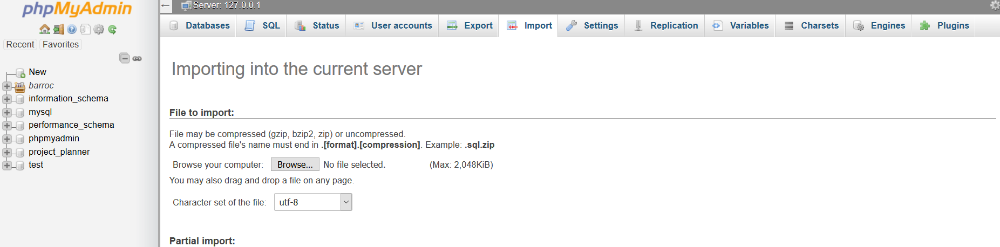 phpMyAdmin
Recent Favorites
New
barroc
information_schema
mysql
performance_schema
phpmyadmin
project_planner
test
Server: 127.0.0.1
Databases SQL Status User accounts Export Import Settings Replication Variables Charsets Engines Plugins
Importing into the current server
File to import:
File may be compressed (gzip, bzip2, zip) or uncompressed.
A compressed file's name must end in .[format].[compression]. Example: .sql.zip
Browse your computer: Browse... No file selected. (Max: 2,048KiB)
You may also drag and drop a file on any page.
Character set of the file: utf-8
Partial import: